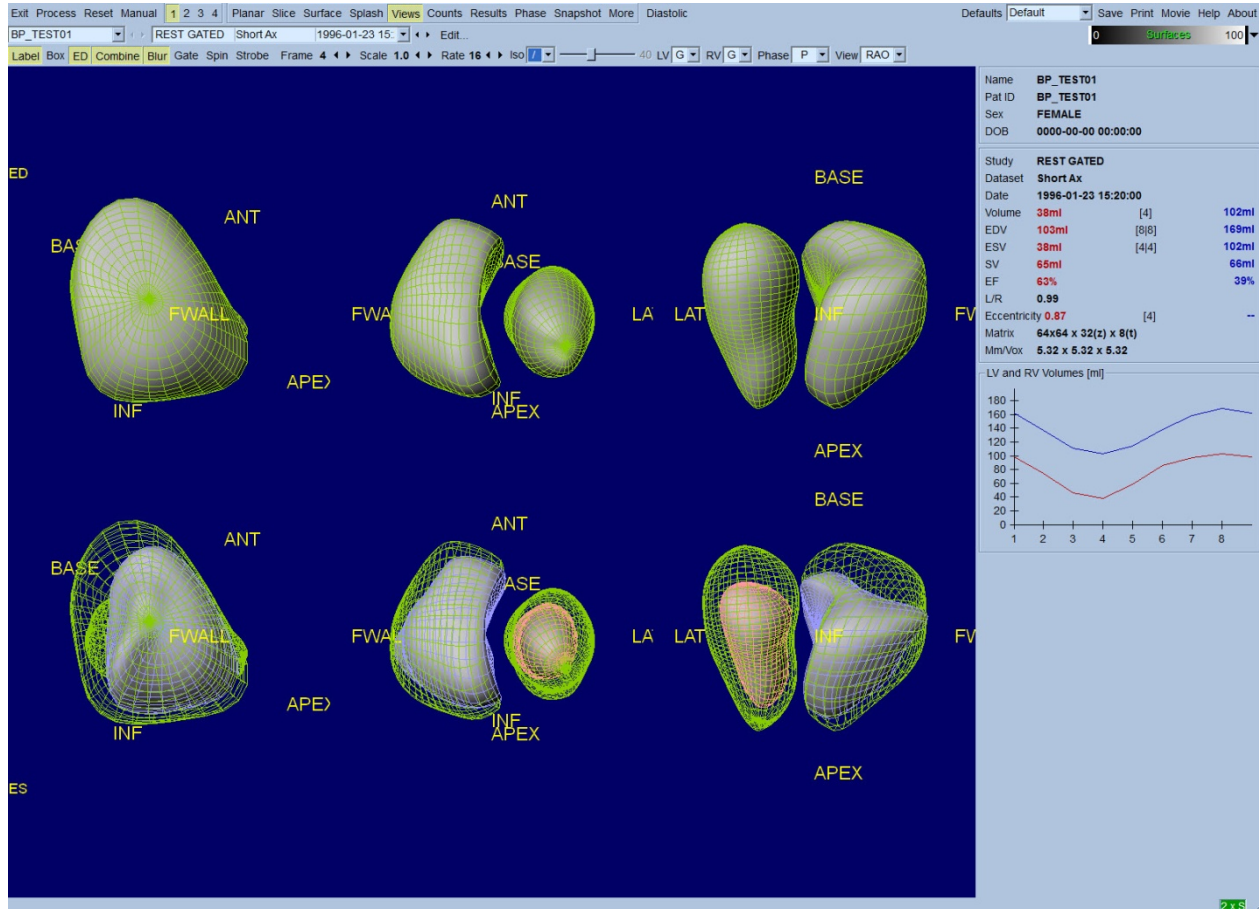 Exit Process Reset Manual 1 2 3 4 Planar Slice Surface Splash Views Counts Results Phase Snapshot More Diastolic Defaults Default Save Print Movie Help About
BP_TEST01 REST GATED Short Ax 1996-01-23 15: Edit... 0 Surfaces 100
Label Box ED Combine Blur Gate Spin Strobe Frame 4 Scale 1.0 Rate 16 Iso / 40 LV G RV G Phase P View RAO
Name BP_TEST01
Pat ID BP_TEST01
Sex FEMALE
DOB 0000-00-00 00:00:00
Study REST GATED
Dataset Short Ax
Date 1996-01-23 15:20:00
Volume 38ml [4] 102ml
EDV 103ml [8|8] 169ml
ESV 38ml [4|4] 102ml
SV 65ml 66ml
EF 63% 39%
L/R 0.99
Eccentricity 0.87 [4] --
Matrix 64x64 x 32(z) x 8(t)
Mm/Vox 5.32 x 5.32 x 5.32
LV and RV Volumes [ml]
180
160
140
120
100
80
60
40
20
0
1 2 3 4 5 6 7 8
ED
BASE ANT FWALL APEX INF
ANT BASE FWAL LA INF APEX
BASE LAT INF FW APEX
BASE ANT FWALL APEX INF
ANT BASE FWAL LA INF APEX
BASE LAT INF FW APEX
ES
2 x S